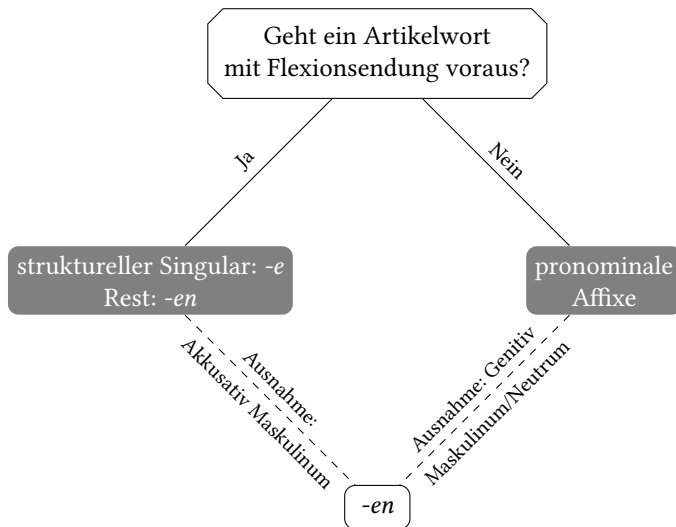 Geht ein Artikelwort
mit Flexionsendung voraus?
Ja
Nein
struktureller Singular: -e
Rest: -en
pronominale
Affixe
Ausnahme:
Akkusativ Maskulinum
Ausnahme: Genitiv
Maskulinum/Neutrum
-en